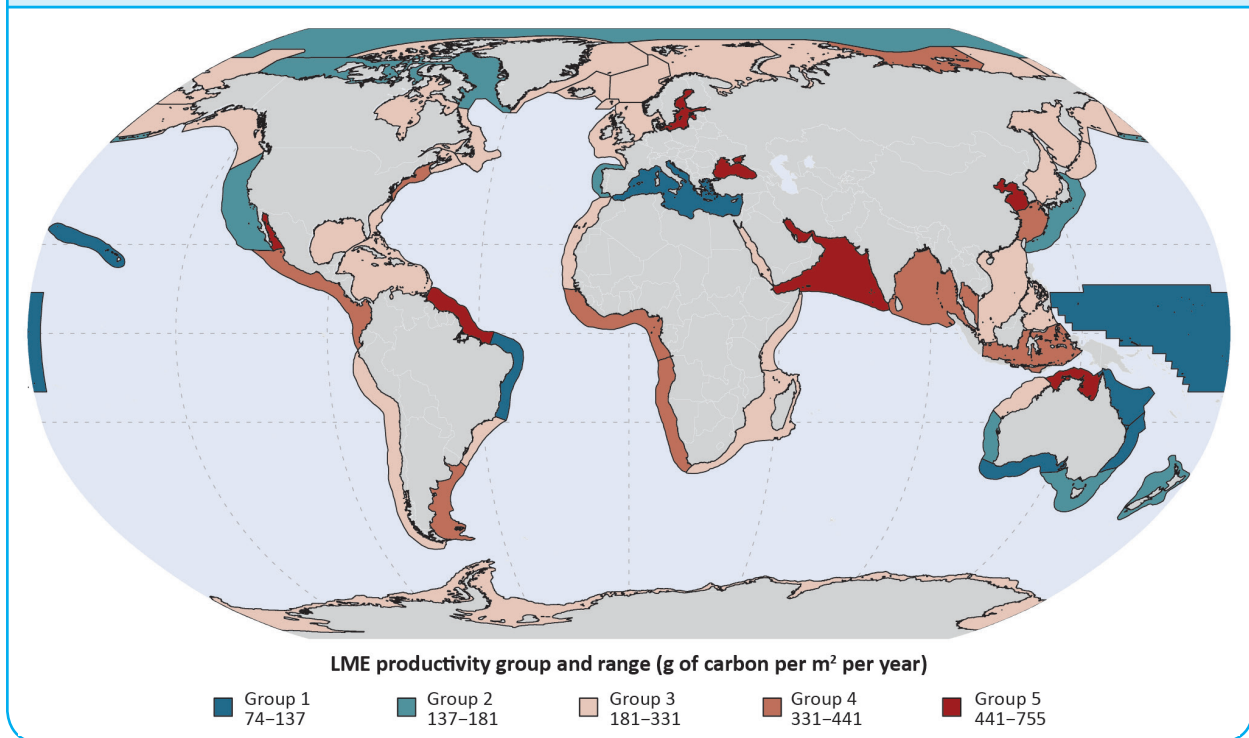 LME productivity group and range (g of carbon per m² per year)
Group 1
74–137
Group 2
137–181
Group 3
181–331
Group 4
331–441
Group 5
441–755